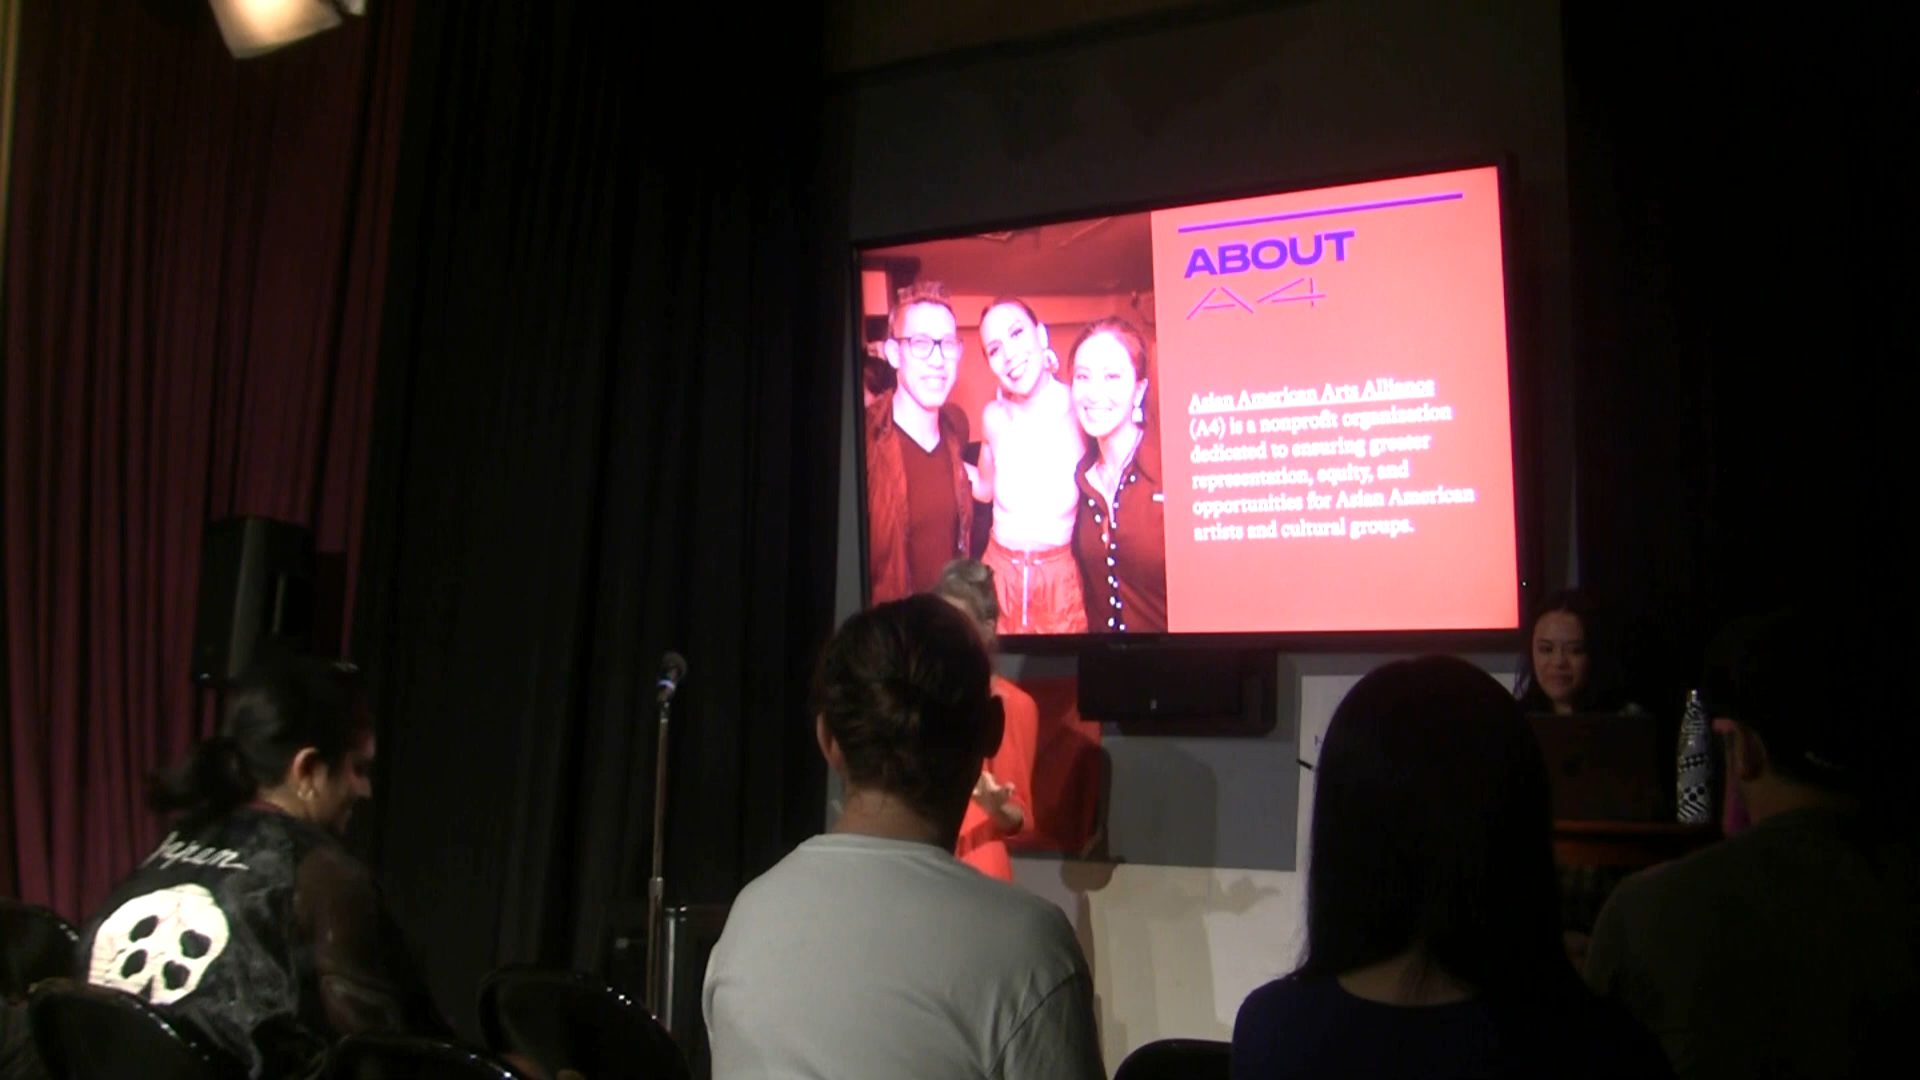 ABOUT
A4
Asian American Arts Alliance
(A4) is a nonprofit organization
dedicated to ensuring greater
representation, equity, and
opportunities for Asian American
artists and cultural groups.
Japan